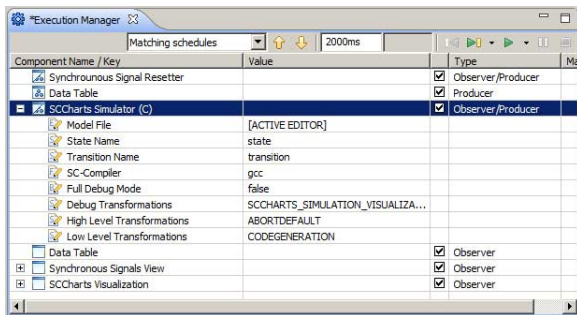 *Execution Manager
Matching schedules 2000ms
Component Name / Key Value Type Ma
Synchrounous Signal Resetter Observer/Producer
Data Table Producer
SCCharts Simulator (C) Observer/Producer
Model File [ACTIVE EDITOR]
State Name state
Transition Name transition
SC-Compiler gcc
Full Debug Mode false
Debug Transformations SCCHARTS_SIMULATION_VISUALIZA...
High Level Transformations ABORTDEFAULT
Low Level Transformations CODEGENERATION
Data Table Observer
Synchronous Signals View Observer
SCCharts Visualization Observer